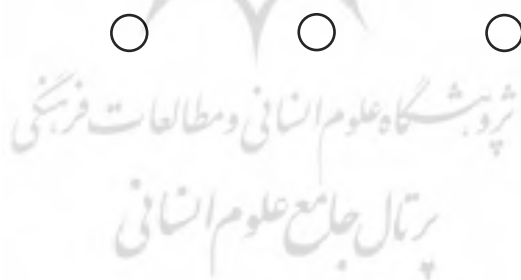 پژوهشگاه علوم انسانی و مطالعات فرهنگی
پرتال جامع علوم انسانی